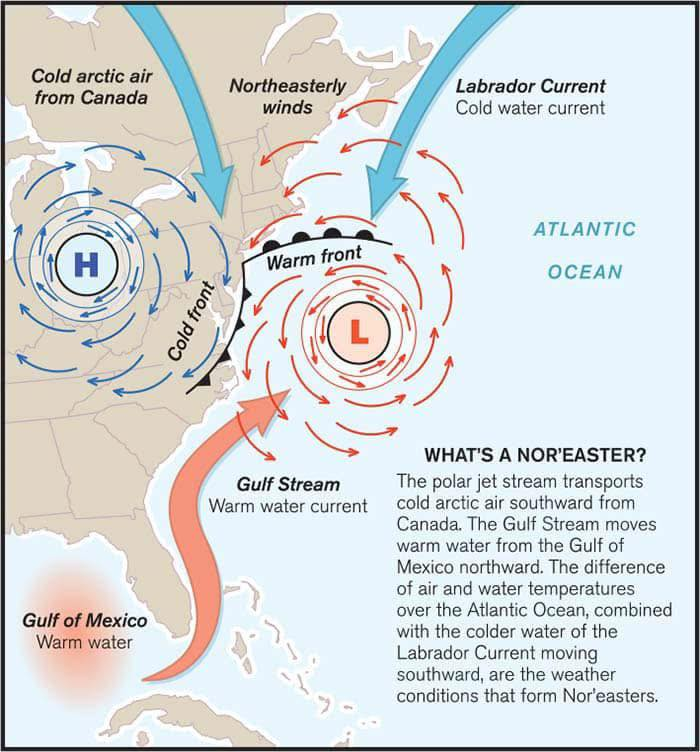 Cold arctic air
from Canada
Northeasterly
winds
Labrador Current
Cold water current
ATLANTIC
OCEAN
H
Warm front
Cold front
L
Gulf Stream
Warm water current
Gulf of Mexico
Warm water
WHAT'S A NOR'EASTER?
The polar jet stream transports
cold arctic air southward from
Canada. The Gulf Stream moves
warm water from the Gulf of
Mexico northward. The difference
of air and water temperatures
over the Atlantic Ocean, combined
with the colder water of the
Labrador Current moving
southward, are the weather
conditions that form Nor'easters.